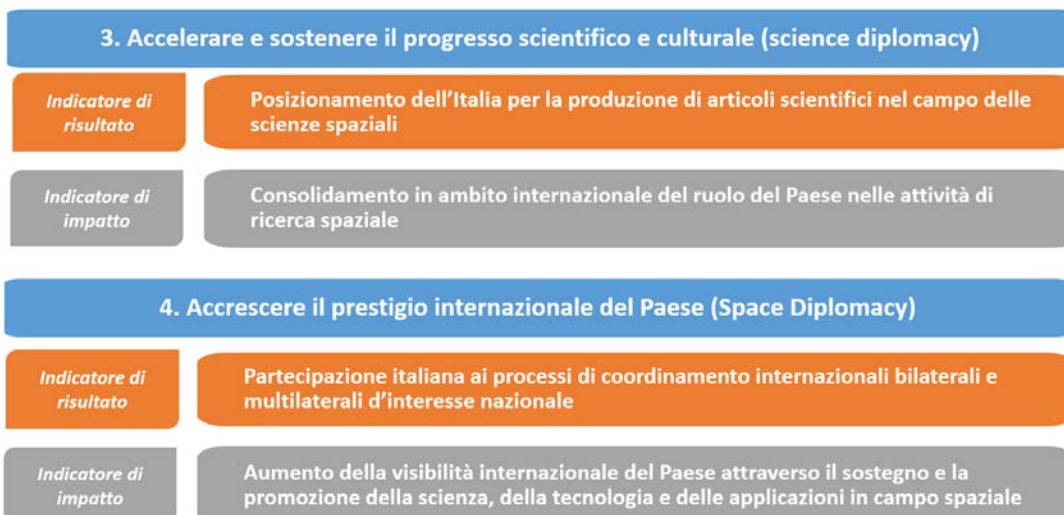 3. Accelerare e sostenere il progresso scientifico e culturale (science diplomacy)
Indicatore di
risultato
Posizionamento dell'Italia per la produzione di articoli scientifici nel campo delle
scienze spaziali
Indicatore di
impatto
Consolidamento in ambito internazionale del ruolo del Paese nelle attività di
ricerca spaziale
4. Accrescere il prestigio internazionale del Paese (Space Diplomacy)
Indicatore di
risultato
Partecipazione italiana ai processi di coordinamento internazionali bilaterali e
multilaterali d'interesse nazionale
Indicatore di
impatto
Aumento della visibilità internazionale del Paese attraverso il sostegno e la
promozione della scienza, della tecnologia e delle applicazioni in campo spaziale